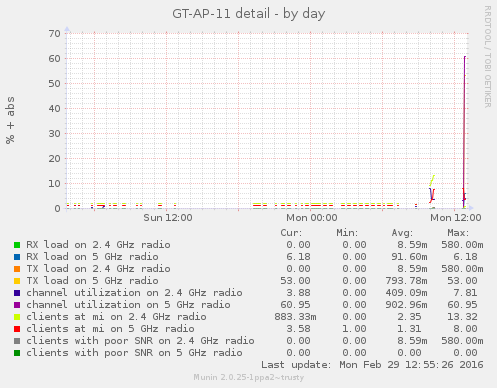 GT-AP-11 detail - by day
RRDTOOL / TOBI OETIKER
% + abs
70
60
50
40
30
20
10
0
Sun 12:00 Mon 00:00 Mon 12:00
Cur: Min: Avg: Max:
RX load on 2.4 GHz radio 0.00 0.00 8.59m 580.00m
RX load on 5 GHz radio 6.18 0.00 91.60m 6.18
TX load on 2.4 GHz radio 0.00 0.00 8.59m 580.00m
TX load on 5 GHz radio 53.00 0.00 793.78m 53.00
channel utilization on 2.4 GHz radio 3.88 0.00 409.09m 7.81
channel utilization on 5 GHz radio 60.95 0.00 902.96m 60.95
clients at mi on 2.4 GHz radio 883.33m 0.00 2.35 13.32
clients at mi on 5 GHz radio 3.58 1.00 1.31 8.00
clients with poor SNR on 2.4 GHz radio 0.00 0.00 8.59m 580.00m
clients with poor SNR on 5 GHz radio 0.00 0.00 0.00 0.00
Last update: Mon Feb 29 12:55:26 2016
Munin 2.0.25-1ppa2~trusty